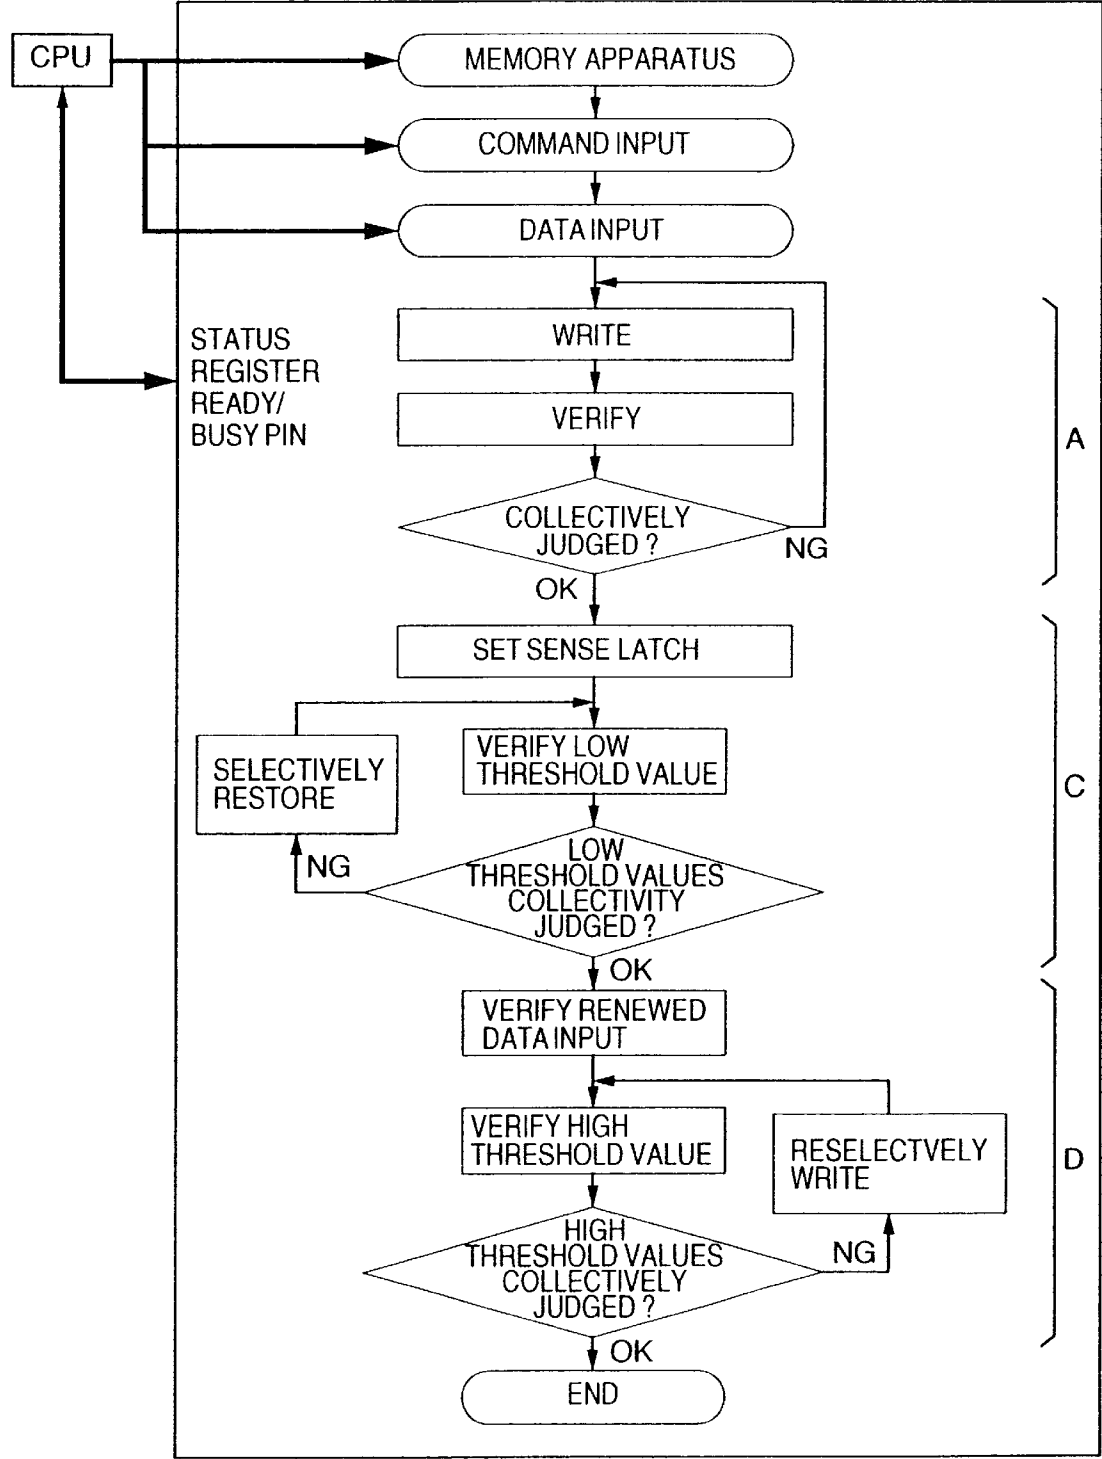 CPU
MEMORY APPARATUS
COMMAND INPUT
DATA INPUT
STATUS
REGISTER
READY/
BUSY PIN
WRITE
VERIFY
COLLECTIVELY
JUDGED ?
NG
OK
A
SET SENSE LATCH
SELECTIVELY
RESTORE
VERIFY LOW
THRESHOLD VALUE
C
NG
LOW
THRESHOLD VALUES
COLLECTIVITY
JUDGED ?
OK
VERIFY RENEWED
DATA INPUT
VERIFY HIGH
THRESHOLD VALUE
RESELECTVELY
WRITE
D
HIGH
THRESHOLD VALUES
COLLECTIVELY
JUDGED ?
NG
OK
END